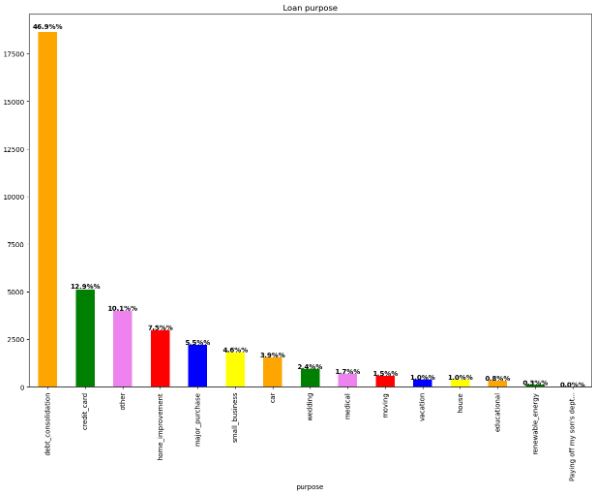 Loan purpose
46.9%%
17500
15000
12500
10000
7500
5000
2500
0
12.9%%
10.1%%
7.5%%
5.5%%
4.6%%
3.9%%
2.4%%
1.7%%
1.5%%
1.0%%
1.0%%
0.8%%
0.3%%
0.0%%
debt_consolidation
credit_card
other
home_improvement
major_purchase
small_business
car
wedding
medical
moving
vacation
house
educational
renewable_energy
Paying off my son's dept...
purpose